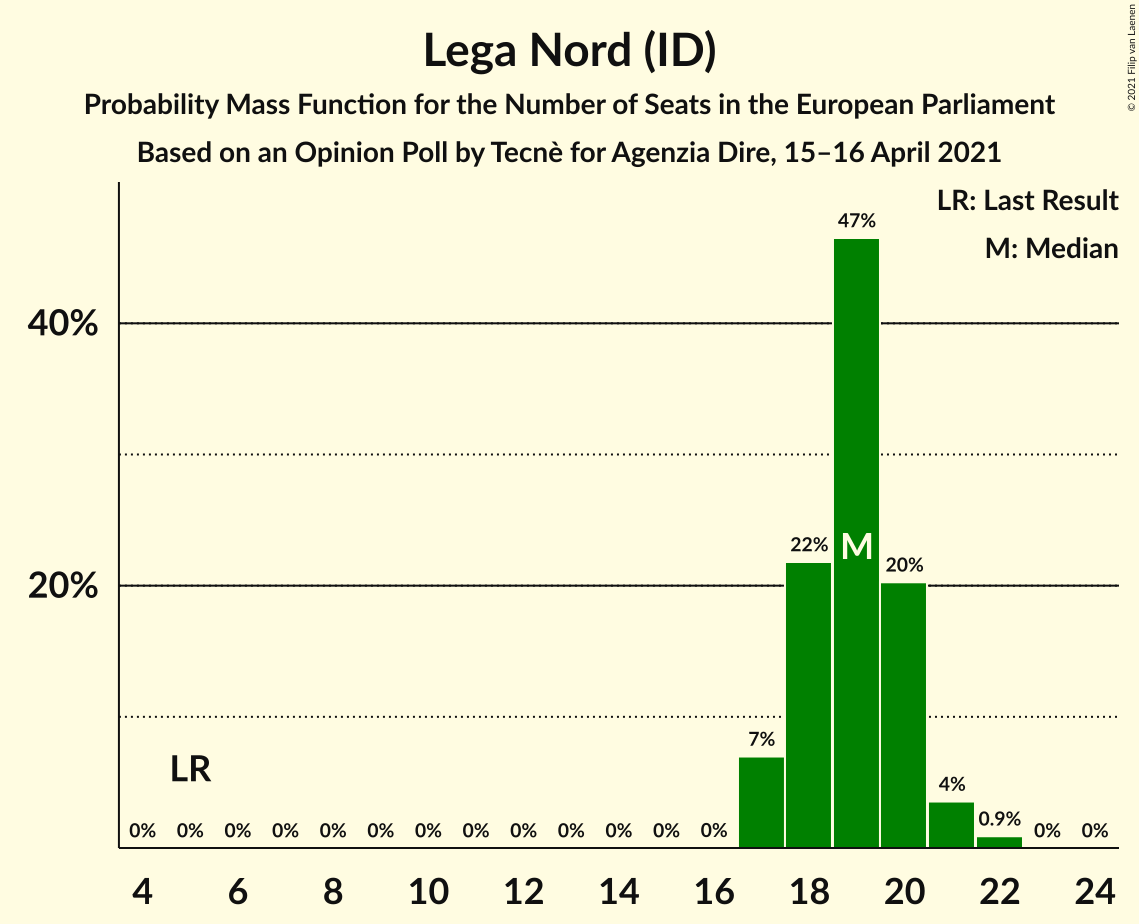 Lega Nord (ID)
Probability Mass Function for the Number of Seats in the European Parliament
Based on an Opinion Poll by Tecnè for Agenzia Dire, 15–16 April 2021
© 2021 Filip van Laenen
LR: Last Result
M: Median
47%
40%
22%
M
20%
20%
7%
LR
4%
0.9%
0% 0% 0% 0% 0% 0% 0% 0% 0% 0% 0% 0% 0% 0% 0%
4 6 8 10 12 14 16 18 20 22 24